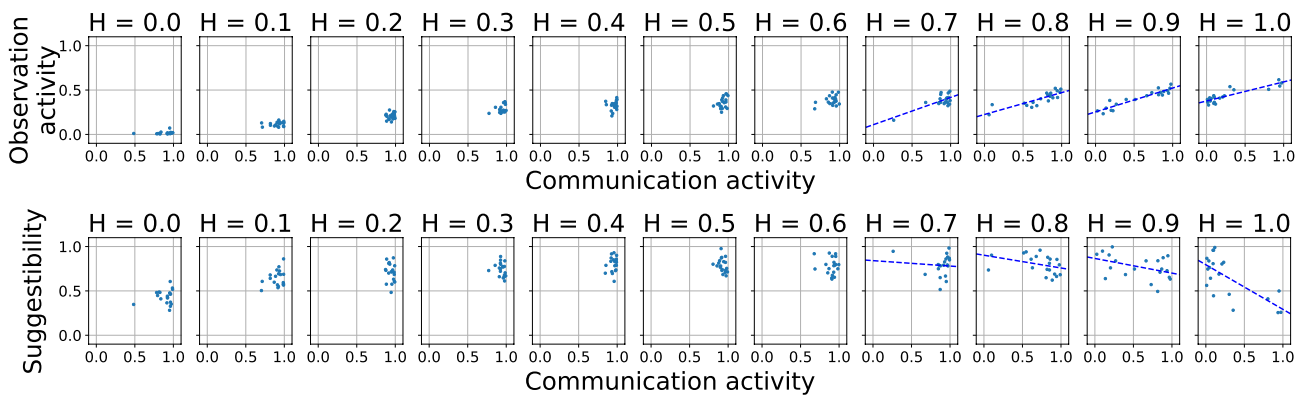 H = 0.0 H = 0.1 H = 0.2 H = 0.3 H = 0.4 H = 0.5 H = 0.6 H = 0.7 H = 0.8 H = 0.9 H = 1.0
Observation
activity
1.0
0.5
0.0
0.0 0.5 1.0 0.0 0.5 1.0 0.0 0.5 1.0 0.0 0.5 1.0 0.0 0.5 1.0 0.0 0.5 1.0 0.0 0.5 1.0 0.0 0.5 1.0 0.0 0.5 1.0 0.0 0.5 1.0 0.0 0.5 1.0
Communication activity
H = 0.0 H = 0.1 H = 0.2 H = 0.3 H = 0.4 H = 0.5 H = 0.6 H = 0.7 H = 0.8 H = 0.9 H = 1.0
Suggestibility
1.0
0.5
0.0
0.0 0.5 1.0 0.0 0.5 1.0 0.0 0.5 1.0 0.0 0.5 1.0 0.0 0.5 1.0 0.0 0.5 1.0 0.0 0.5 1.0 0.0 0.5 1.0 0.0 0.5 1.0 0.0 0.5 1.0 0.0 0.5 1.0
Communication activity